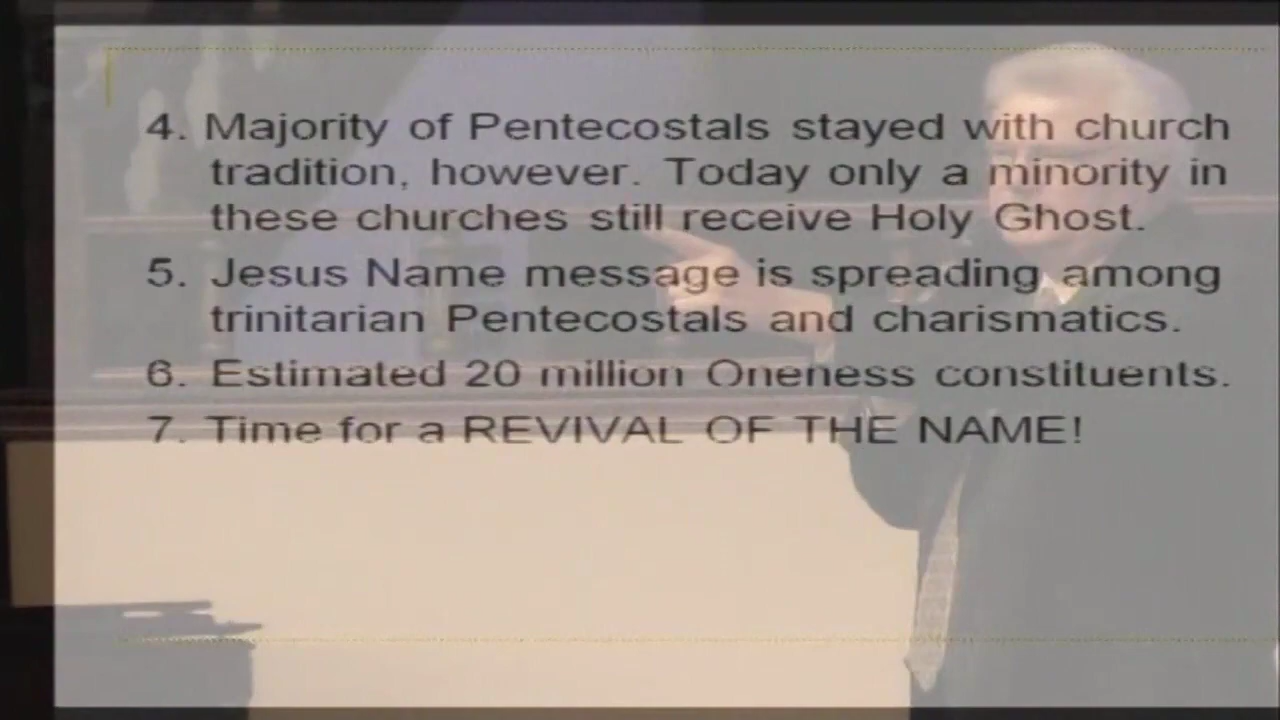 4. Majority of Pentecostals stayed with church
tradition, however. Today only a minority in
these churches still receive Holy Ghost.
5. Jesus Name message is spreading among
trinitarian Pentecostals and charismatics.
6. Estimated 20 million Oneness constituents.
7. Time for a REVIVAL OF THE NAME!